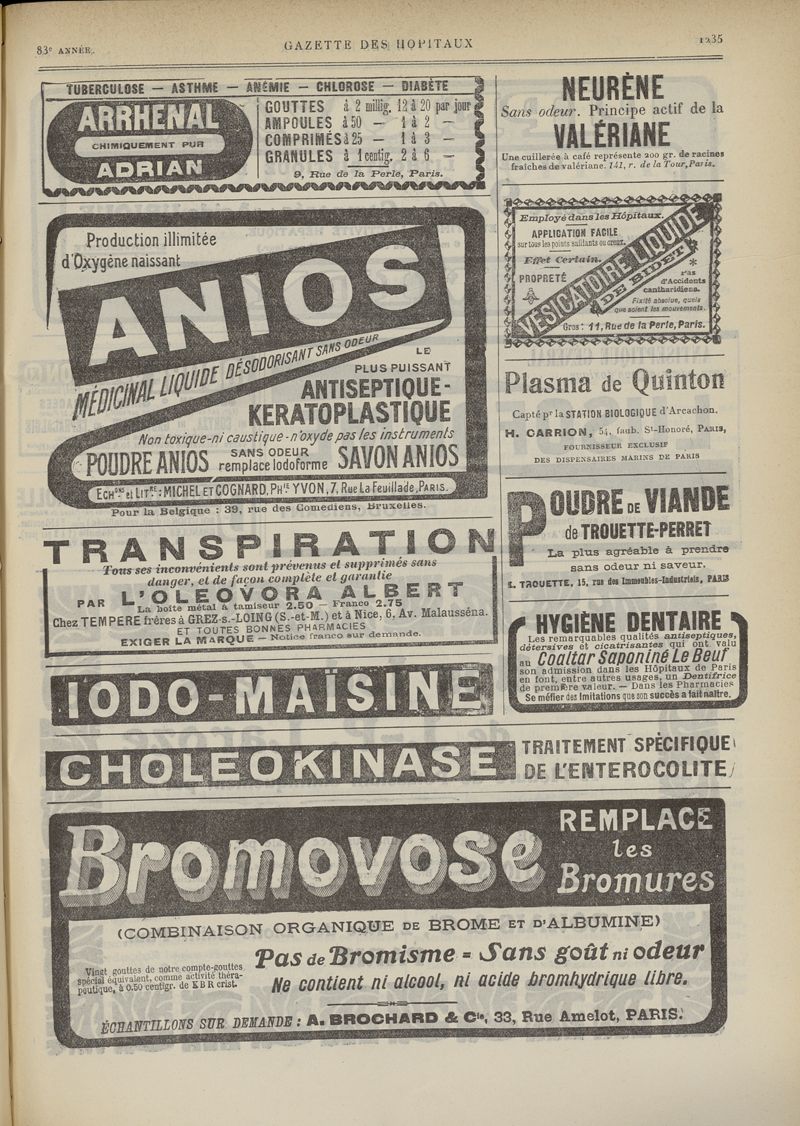 83e ANNÉE.
GAZETTE DES HOPITAUX
1235
TUBERCULOSE — ASTHME — ANÉMIE — CHLOROSE — DIABÈTE
ARRHÉNAL
CHIMIQUEMENT PUR
ADRIAN
GOUTTES à 2 millig. 12 à 20 par jour
AMPOULES à 50 — 1 à 2 —
COMPRIMÉS à 25 — 1 à 3 —
GRANULES à 1 centig. 2 à 6 —
9, Rue de la Perle, Paris.
Production illimitée
d'Oxygène naissant
ANIOS
MÉDICINAL LIQUIDE DÉSODORISANT SANS ODEUR
LE
PLUS PUISSANT
ANTISEPTIQUE-
KERATOPLASTIQUE
Non toxique-ni caustique-n'oxyde pas les instruments
POUDRE ANIOS SANS ODEUR remplace Iodoforme SAVON ANIOS
ECHons et LITre: MICHEL ET COGNARD, PHie YVON, 7, Rue La Feuillade, PARIS.
Pour la Belgique : 39, rue des Comédiens, Bruxelles.
TRANSPIRATION
Tous ses inconvénients sont prévenus et supprimés sans
danger, et de façon complète et garantie
PAR L'OLEOVORA ALBERT
La boîte métal à tamiseur 2.50 — Franco 2.75
Chez TEMPERE frères à GREZ-s.-LOING (S.-et-M.) et à Nice, 6, Av. Malausséna.
ET TOUTES BONNES PHARMACIES
EXIGER LA MARQUE — Notice franco sur demande.
IODO-MAÏSINE
CHOLEOKINASE
TRAITEMENT SPÉCIFIQUE
DE L'ENTEROCOLITE
NEURÈNE
Sans odeur. Principe actif de la
VALÉRIANE
Une cuillerée à café représente 200 gr. de racines
fraîches de valériane. 141, r. de la Tour, Paris.
Employé dans les Hôpitaux.
APPLICATION FACILE
sur tous les points saillants ou creux.
Effet Certain.
PROPRETÉ
VÉSICATOIRE LIQUIDE
DE BIDET
Pas
d'Accidents
cantharidiens.
Fixité absolue, quels
que soient les mouvements.
Gros : 11, Rue de la Perle, Paris.
Plasma de Quinton
Capté pr la STATION BIOLOGIQUE d'Arcachon.
H. CARRION, 54, faub. St-Honoré, PARIS,
FOURNISSEUR EXCLUSIF
DES DISPENSAIRES MARINS DE PARIS
POUDRE DE VIANDE
de TROUETTE-PERRET
La plus agréable à prendre
sans odeur ni saveur.
E. TROUETTE, 15, rue des Immeubles-Industriels, PARIS
HYGIÈNE DENTAIRE
Les remarquables qualités antiseptiques,
détersives et cicatrisantes qui ont valu
au Coaltar Saponiné Le Beuf
son admission dans les Hôpitaux de Paris
en font, entre autres usages, un Dentifrice
de première valeur. — Dans les Pharmacies
Se méfier des Imitations que son succès a fait naître.
Bromovose
REMPLACE
les
Bromures
(COMBINAISON ORGANIQUE DE BROME ET D'ALBUMINE)
Vingt gouttes de notre compte-gouttes
spécial équivalent, comme activité théra-
peutique, à 0.50 centigr. de KBR crist.
Pas de Bromisme = Sans goût ni odeur
Ne contient ni alcool, ni acide bromhydrique libre.
ÉCHANTILLONS SUR DEMANDE : A. BROCHARD & Cie, 33, Rue Amelot, PARIS.